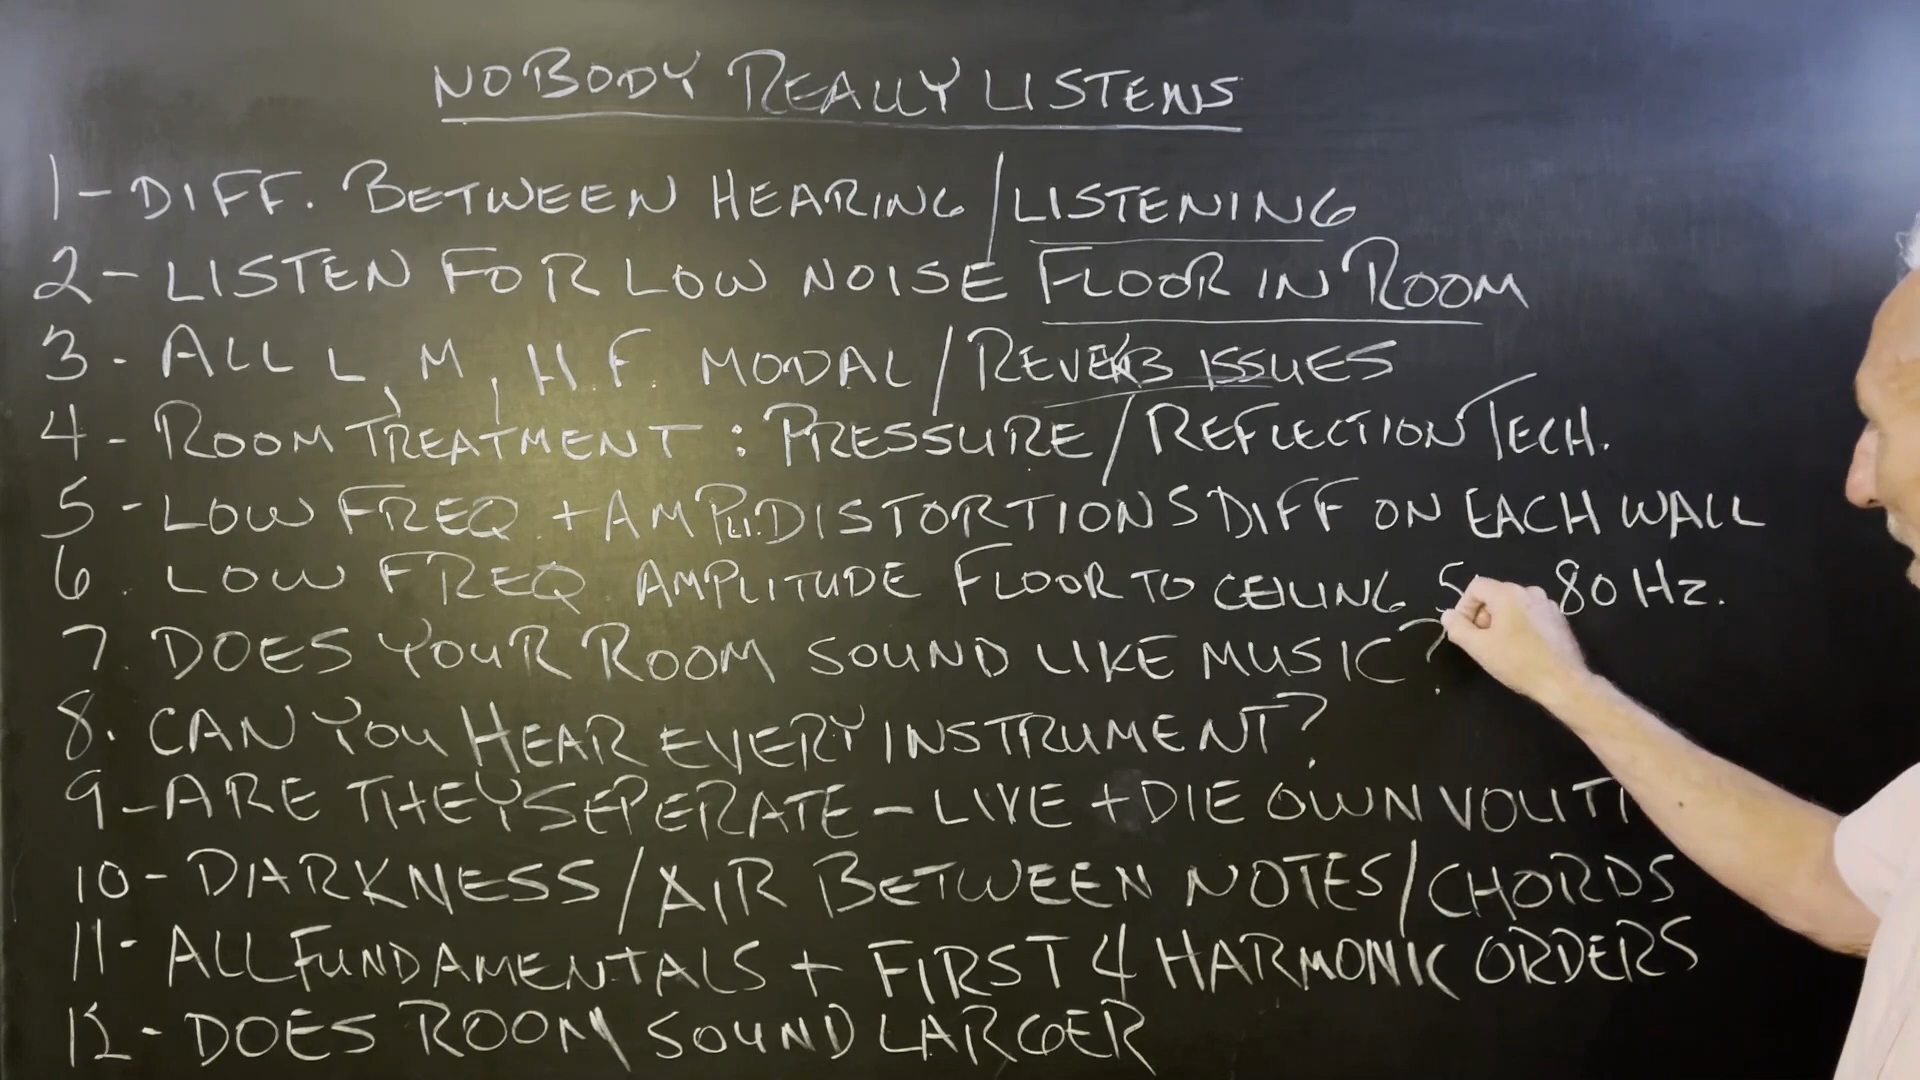 NOBODY REALLY LISTENS
1 - DIFF. BETWEEN HEARING / LISTENING
2 - LISTEN FOR LOW NOISE FLOOR IN ROOM
3 - ALL L, M, H.F. MODAL / REVERB ISSUES
4 - ROOM TREATMENT : PRESSURE / REFLECTION TECH.
5 - LOW FREQ + AMPLI. DISTORTIONS DIFF ON EACH WALL
6. LOW FREQ AMPLITUDE FLOOR TO CEILING 80 Hz.
7. DOES YOUR ROOM SOUND LIKE MUSIC?
8. CAN YOU HEAR EVERY INSTRUMENT?
9 - ARE THEY SEPERATE - LIVE + DIE OWN
10 - DARKNESS / AIR BETWEEN NOTES / CHORDS
11 - ALL FUNDAMENTALS + FIRST 4 HARMONIC ORDERS
12 - DOES ROOM SOUND LARGER